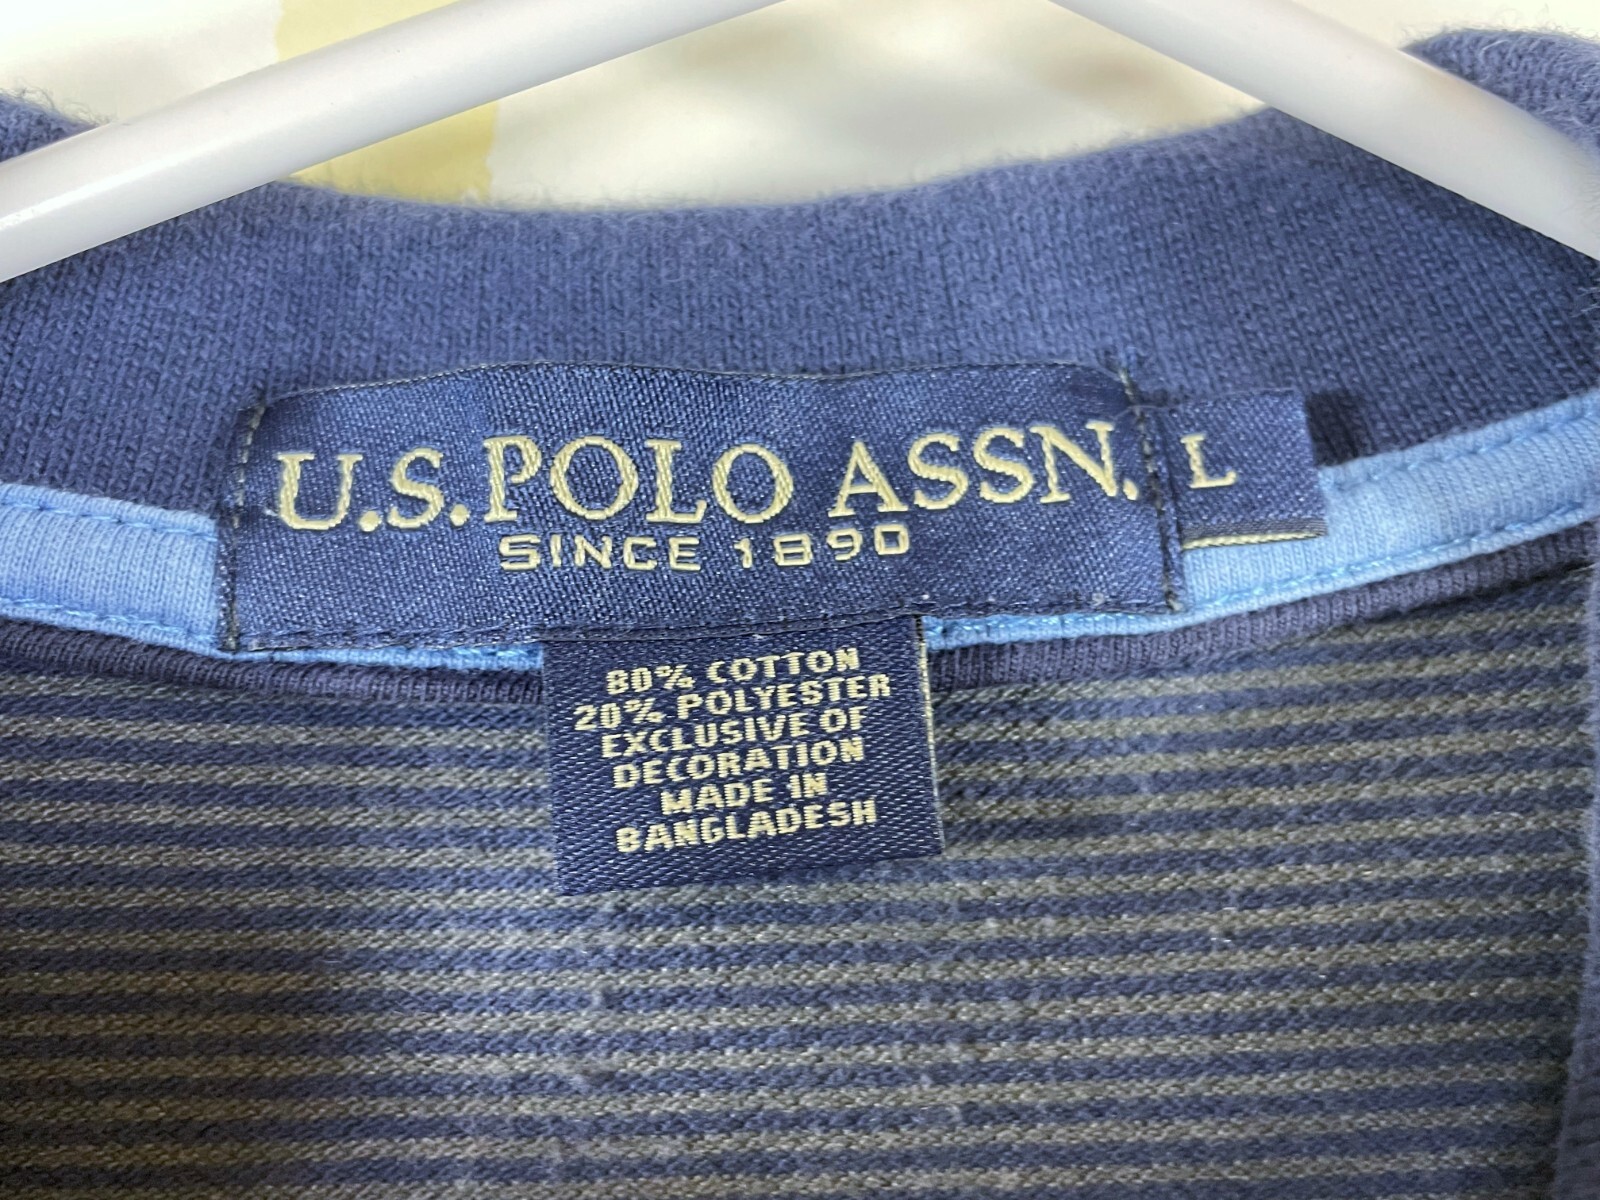 U.S. POLO ASSN.
SINCE 1890
L
80% COTTON
20% POLYESTER
EXCLUSIVE OF
DECORATION
MADE IN
BANGLADESH